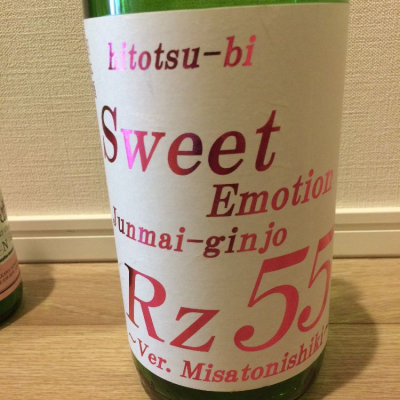 hitotsu-bi
Sweet
Emotion
Junmai-ginjo
Rz 55
~Ver. Misatonishiki~